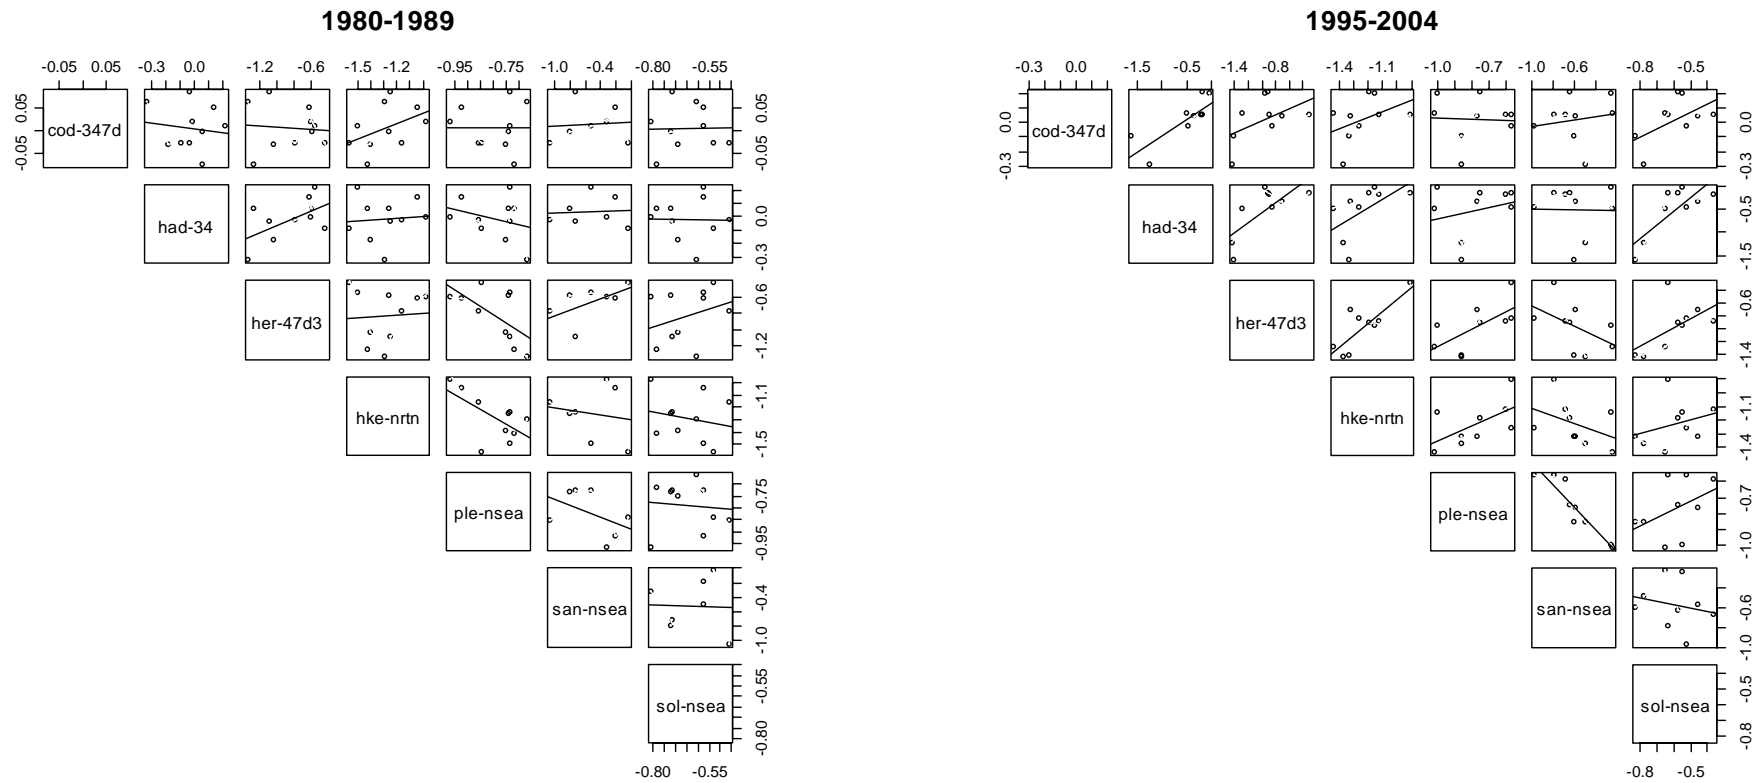 1980-1989 1995-2004
-0.05 0.05 -0.3 0.0 -1.2 -0.6 -1.5 -1.2 -0.95 -0.75 -1.0 -0.4 -0.80 -0.55 -0.3 0.0 -1.5 -0.5 -1.4 -0.8 -1.4 -1.1 -1.0 -0.7 -1.0 -0.6 -0.8 -0.5
-0.05 0.05 cod-347d -0.05 0.05 -0.3 0.0 cod-347d -0.3 0.0
had-34 -0.3 0.0 had-34 -1.5 -0.5
her-47d3 -1.2 -0.6 her-47d3 -1.4 -0.6
hke-nrtn -1.5 -1.1 hke-nrtn -1.4 -1.1
ple-nsea -0.95 -0.75 ple-nsea -1.0 -0.7
san-nsea -1.0 -0.4 san-nsea -1.0 -0.6
sol-nsea -0.80 -0.55 sol-nsea -0.8 -0.5
-0.80 -0.55 -0.8 -0.5